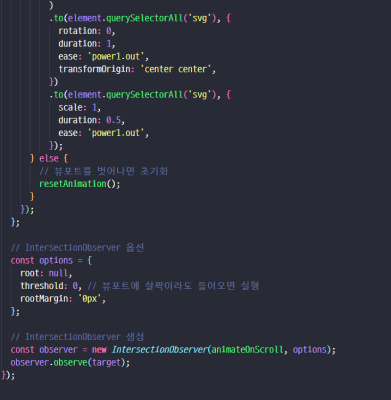 )
.to(element.querySelectorAll('svg'), {
rotation: 0,
duration: 1,
ease: 'power1.out',
transformOrigin: 'center center',
})
.to(element.querySelectorAll('svg'), {
scale: 1,
duration: 0.5,
ease: 'power1.out',
});
} else {
// 뷰포트를 벗어나면 초기화
resetAnimation();
}
});
};
// IntersectionObserver 옵션
const options = {
root: null,
threshold: 0, // 뷰포트에 살짝이라도 들어오면 실행
rootMargin: '0px',
};
// IntersectionObserver 생성
const observer = new IntersectionObserver(animateOnScroll, options);
observer.observe(target);
});